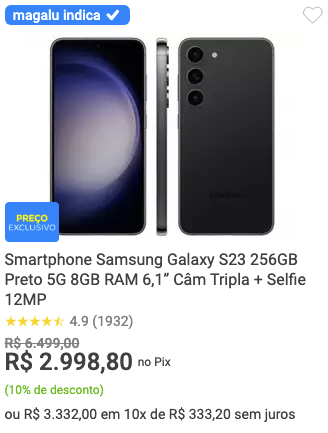 magalu indica
PREÇO
EXCLUSIVO
SAMSUNG
Smartphone Samsung Galaxy S23 256GB
Preto 5G 8GB RAM 6,1” Câm Tripla + Selfie
12MP
4.9 (1932)
R$ 6.499,00
R$ 2.998,80 no Pix
(10% de desconto)
ou R$ 3.332,00 em 10x de R$ 333,20 sem juros